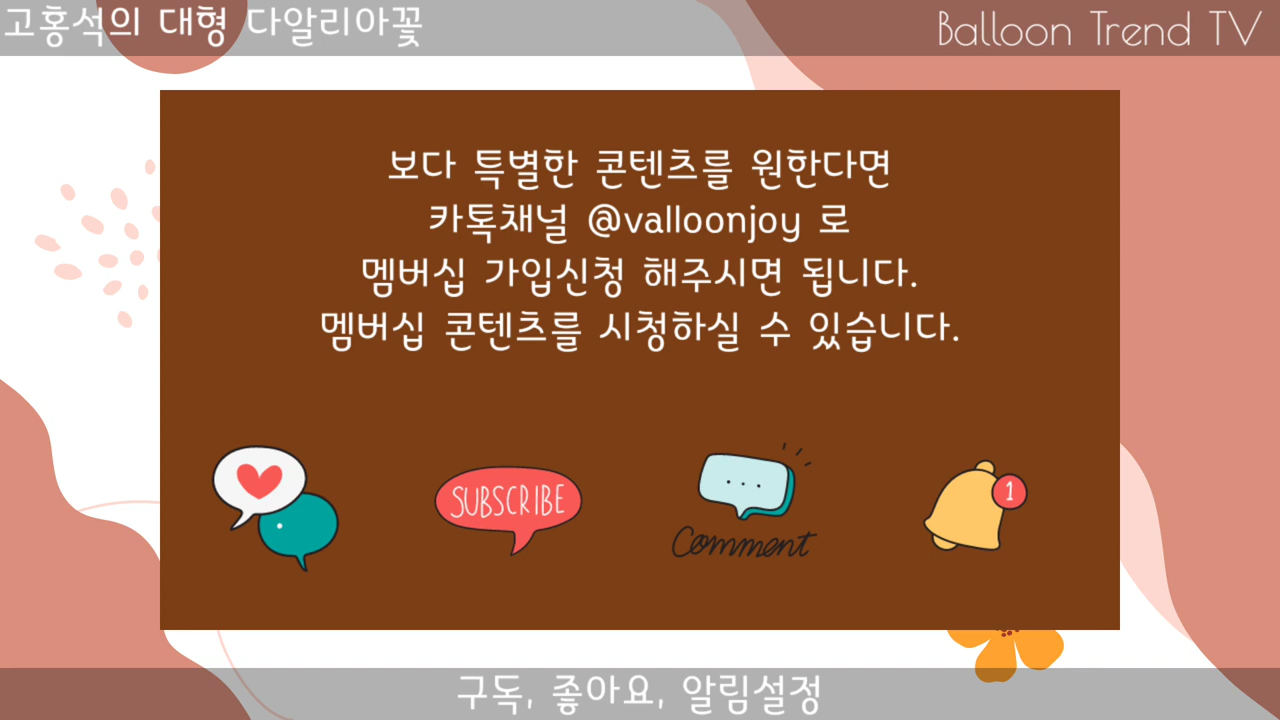 고홍석의 대형 다알리아꽃
Balloon Trend TV
보다 특별한 콘텐츠를 원한다면
카톡채널 @valloonjoy 로
멤버십 가입신청 해주시면 됩니다.
멤버십 콘텐츠를 시청하실 수 있습니다.
SUBSCRIBE
Comment
1
구독, 좋아요, 알림설정